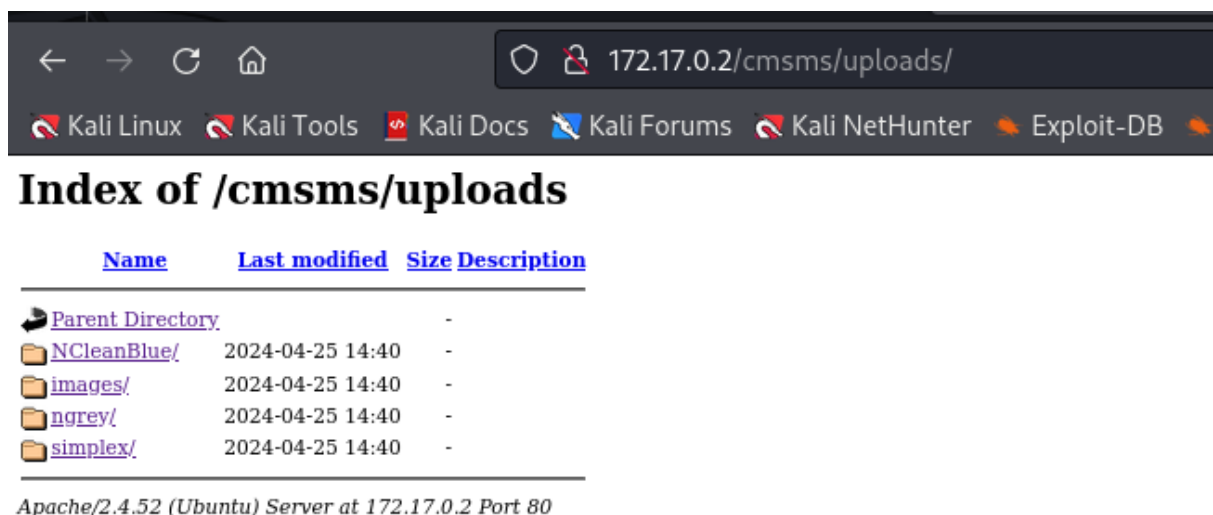 172.17.0.2/cmsms/uploads/
Kali Linux Kali Tools Kali Docs Kali Forums Kali NetHunter Exploit-DB
Index of /cmsms/uploads
Name Last modified Size Description
Parent Directory -
NCleanBlue/ 2024-04-25 14:40 -
images/ 2024-04-25 14:40 -
ngrey/ 2024-04-25 14:40 -
simplex/ 2024-04-25 14:40 -
Apache/2.4.52 (Ubuntu) Server at 172.17.0.2 Port 80